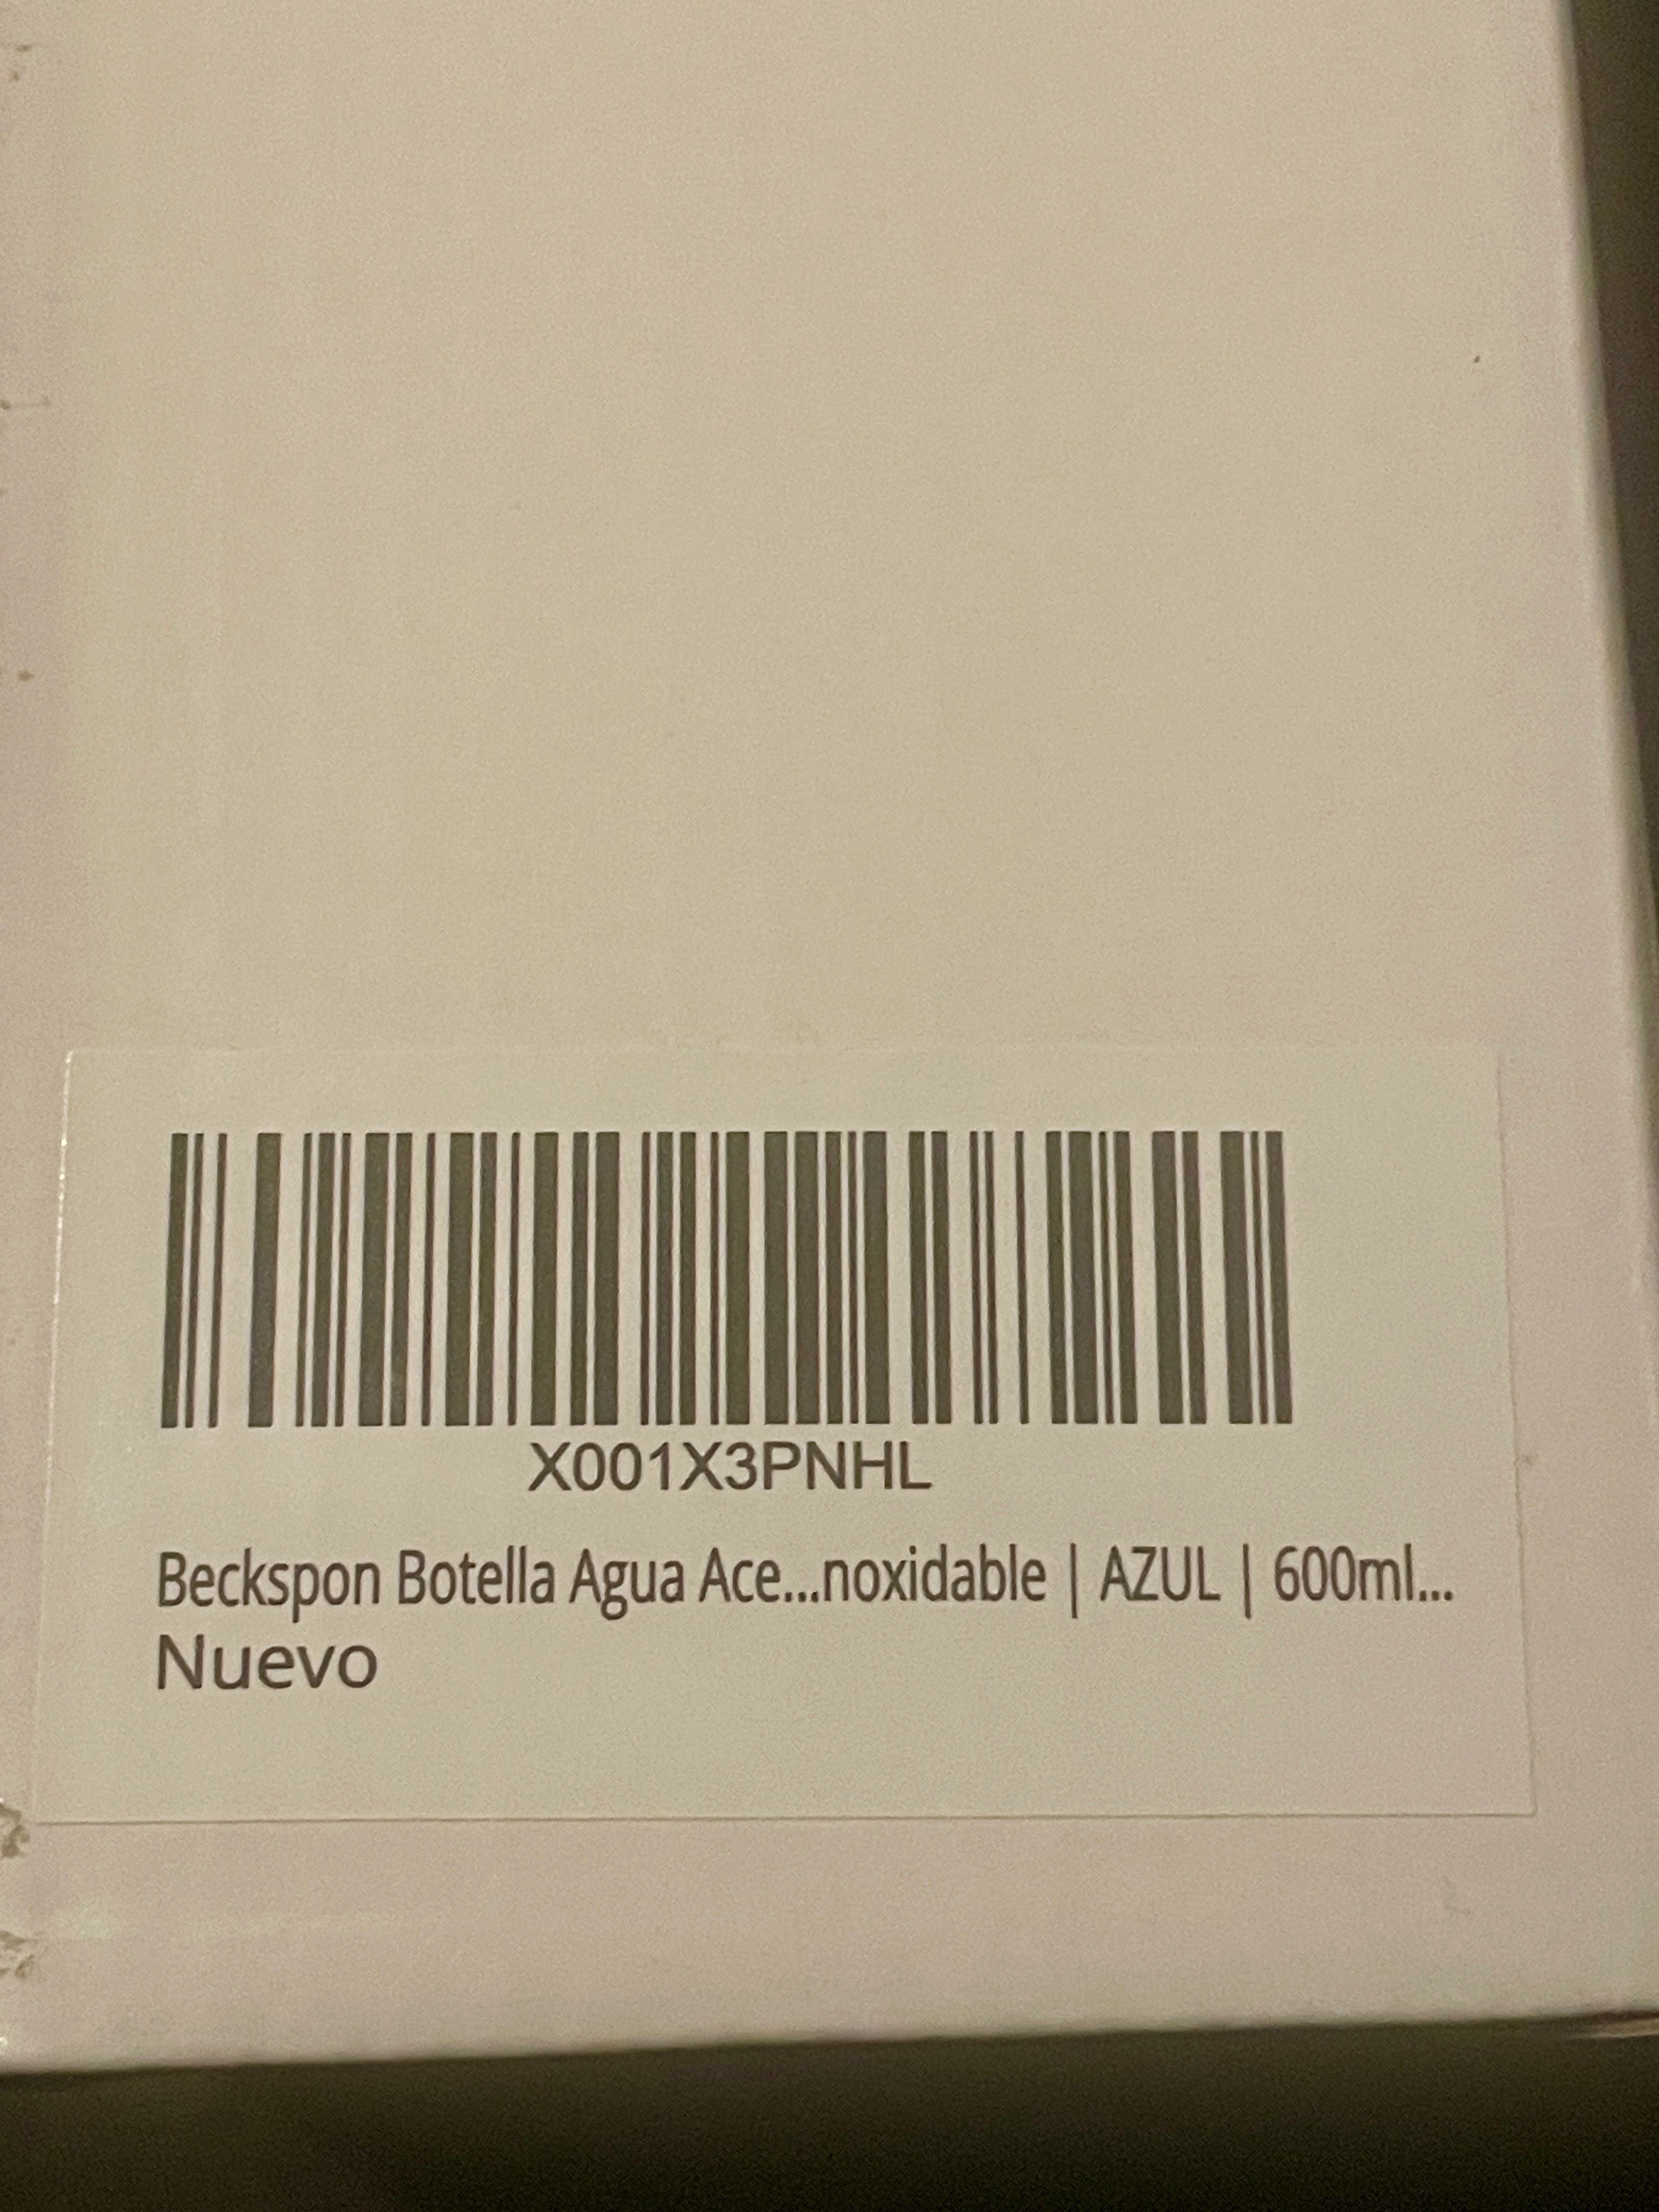 X001X3PNHL
Beckspon Botella Agua Ace...noxidable | AZUL | 600ml...
Nuevo